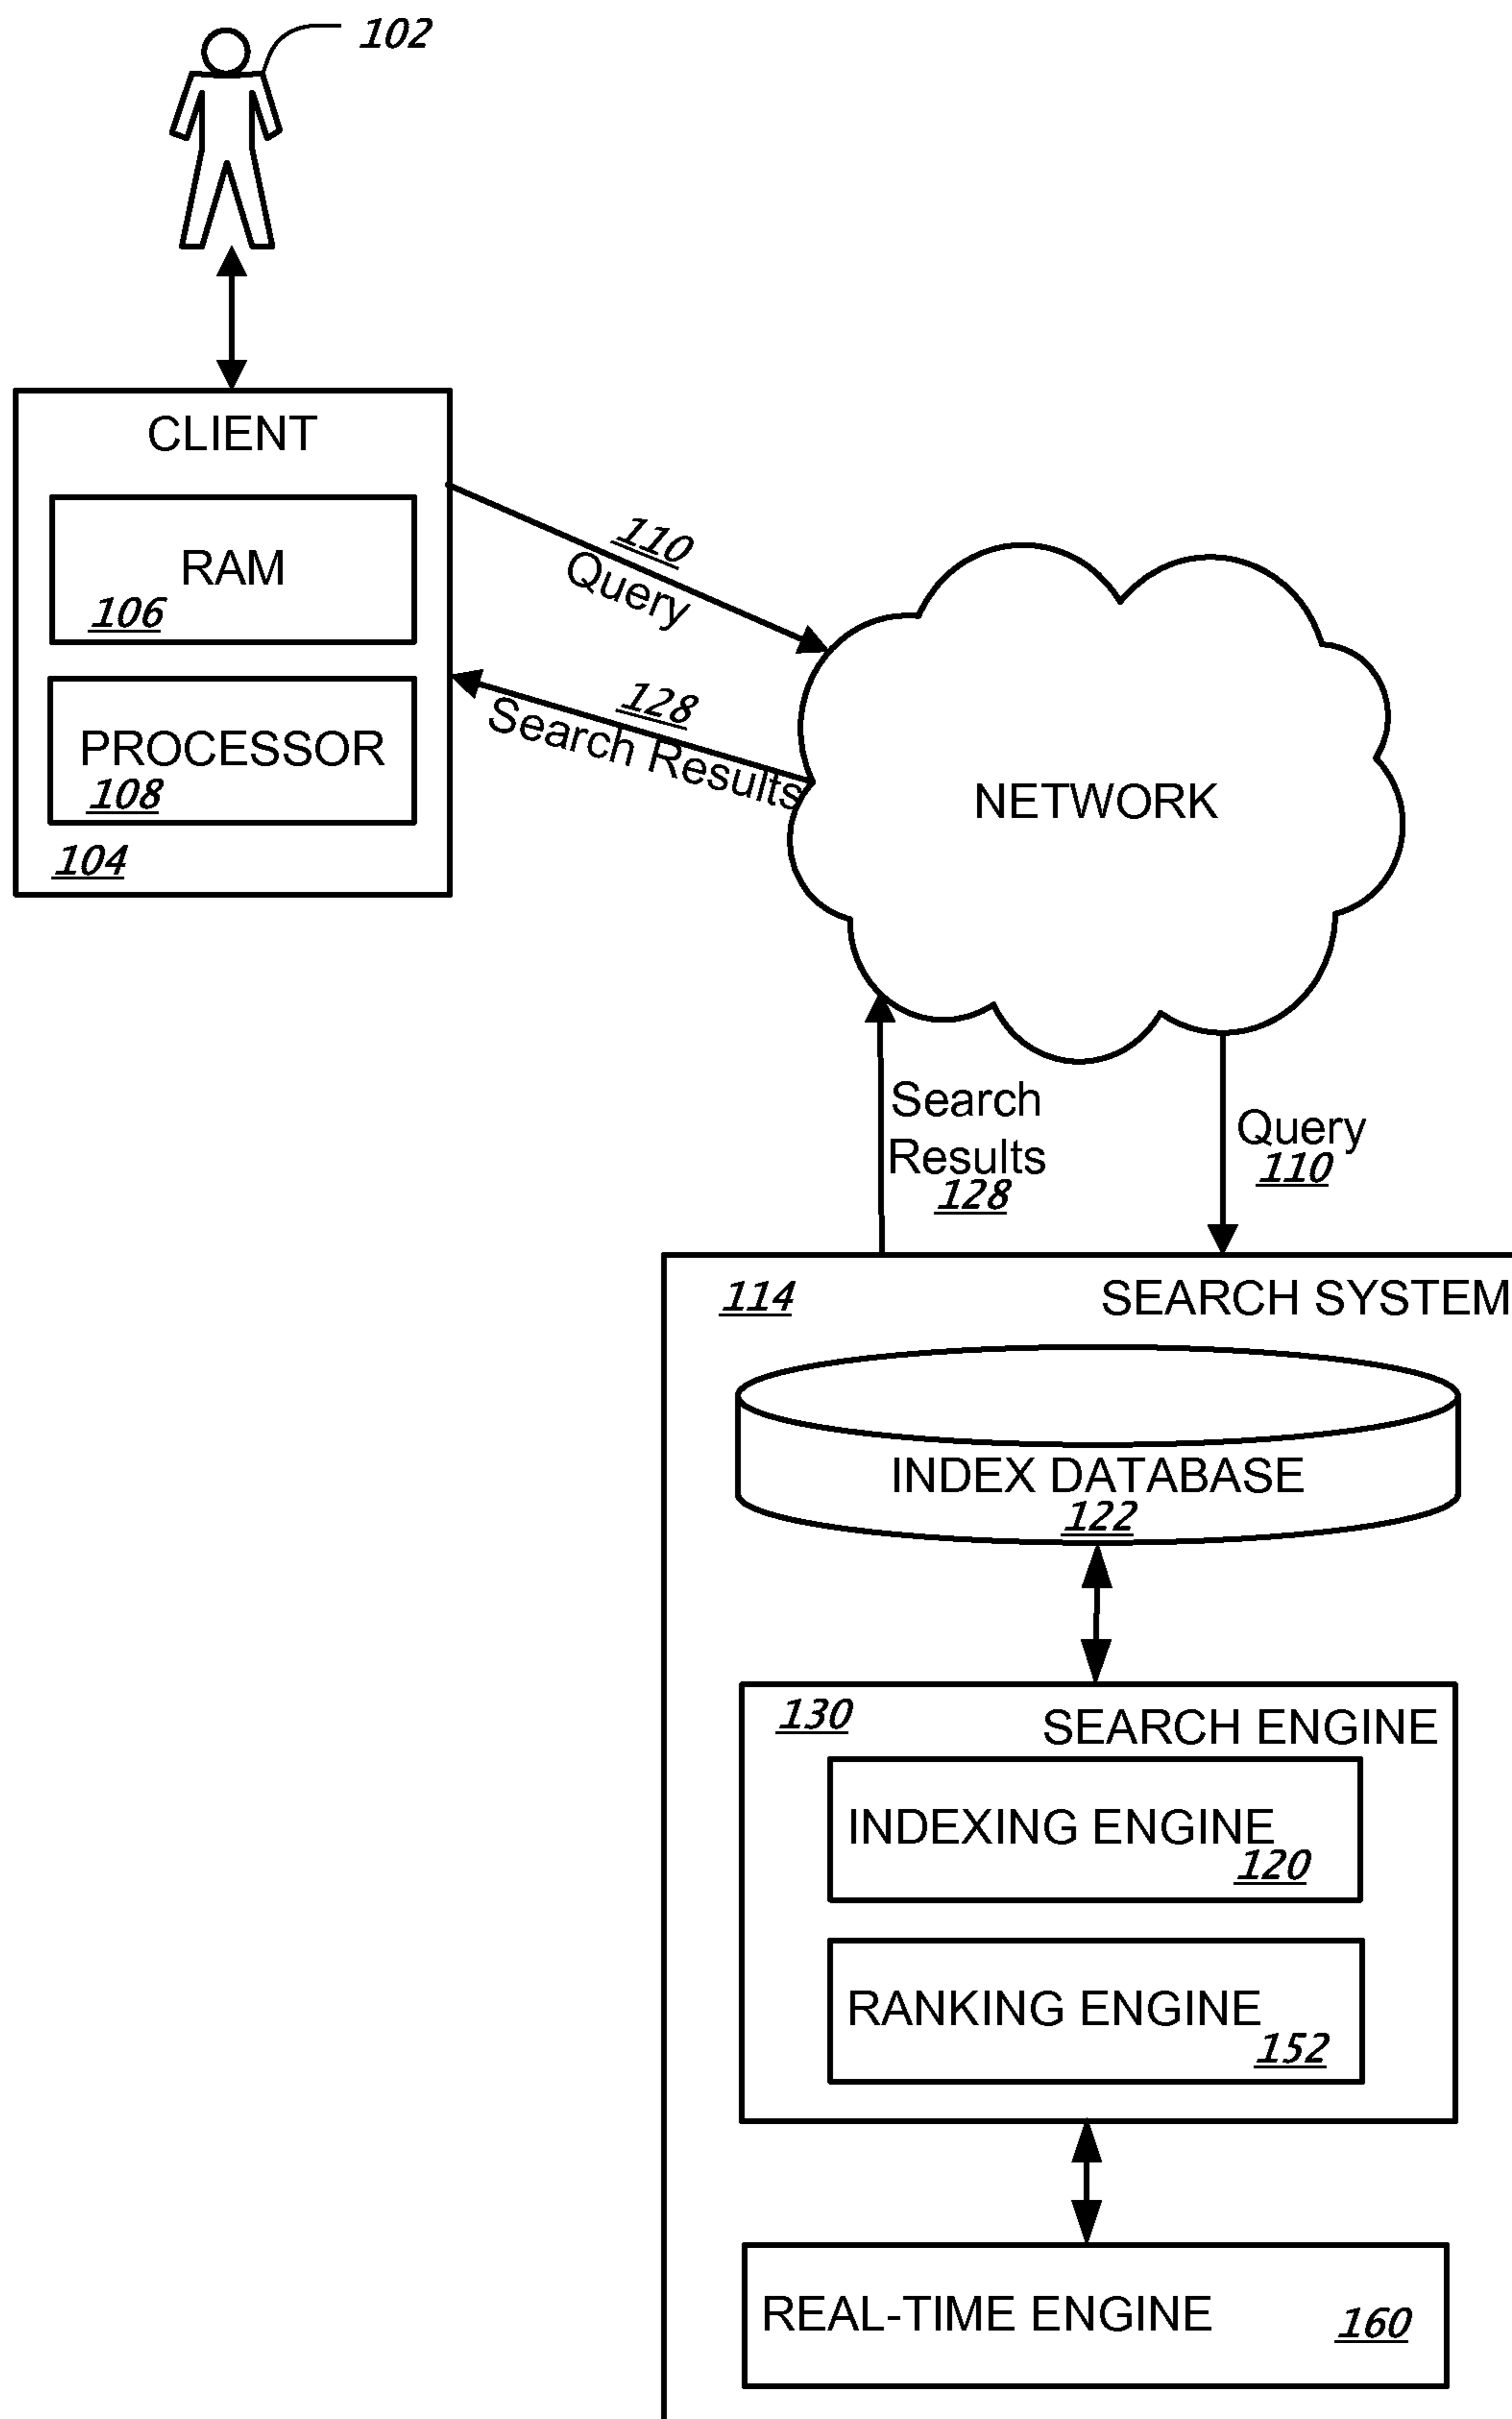 102
CLIENT
RAM
106
PROCESSOR
108
104
110
Query
128
Search Results
NETWORK
Search
Results
128
Query
110
114
SEARCH SYSTEM
INDEX DATABASE
122
130
SEARCH ENGINE
INDEXING ENGINE
120
RANKING ENGINE
152
REAL-TIME ENGINE
160